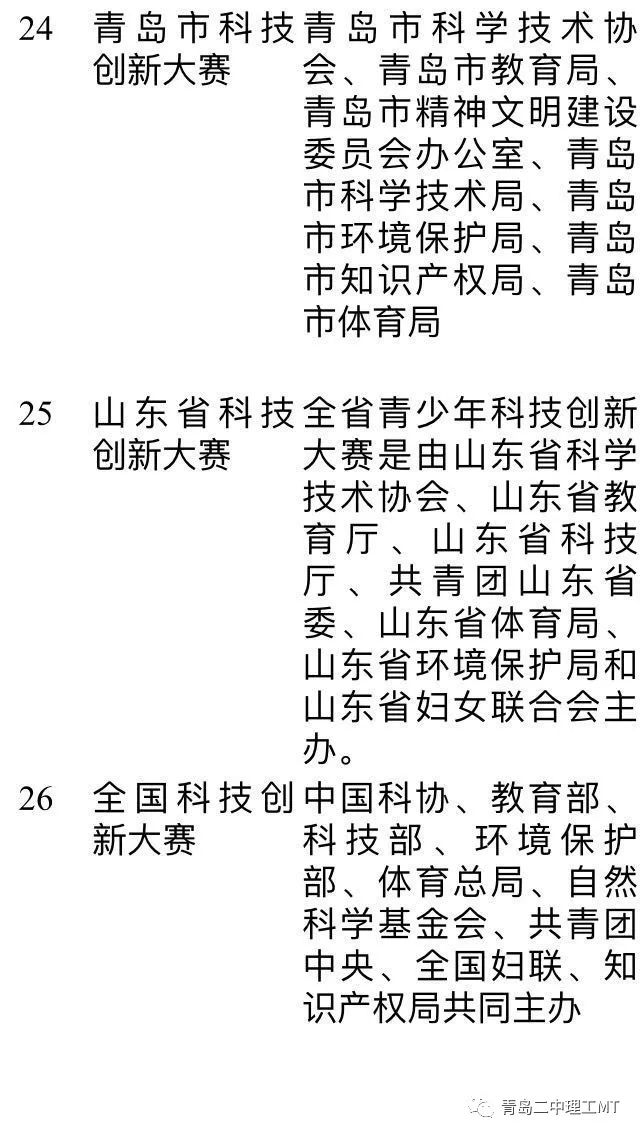 24 青岛市科技 青岛市科学技术协
创新大赛 会、青岛市教育局、
青岛市精神文明建设
委员会办公室、青岛
市科学技术局、青岛
市环境保护局、青岛
市知识产权局、青岛
市体育局
25 山东省科技 全省青少年科技创新
创新大赛 大赛是由山东省科学
技术协会、山东省教
育厅、山东省科技
厅、共青团山东省
委、山东省体育局、
山东省环境保护局和
山东省妇女联合会主
办。
26 全国科技创 中国科协、教育部、
新大赛 科技部、环境保护
部、体育总局、自然
科学基金会、共青团
中央、全国妇联、知
识产权局共同主办
青岛二中理工MT